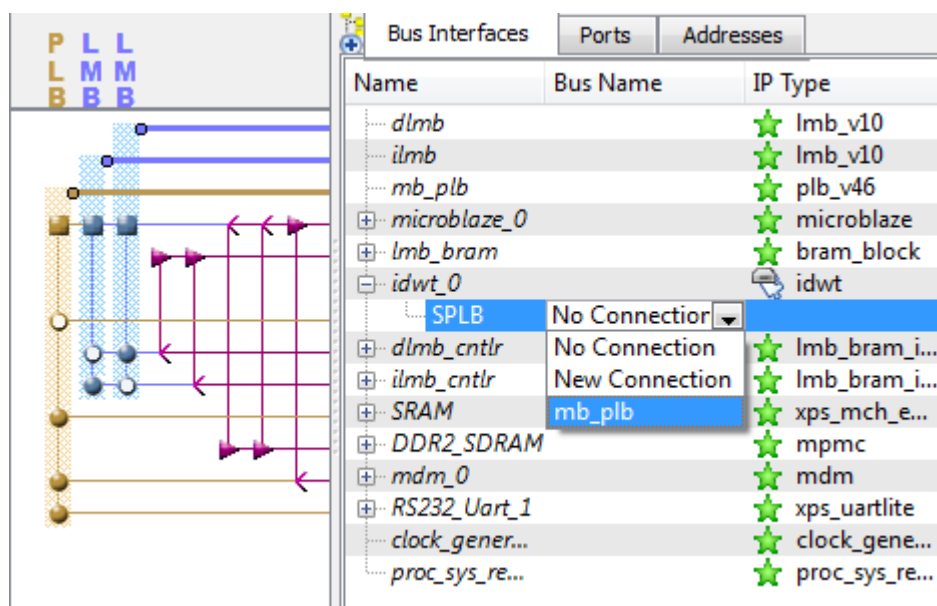 P L L
L M M
B B B
Bus Interfaces Ports Addresses
Name Bus Name IP Type
dlmb lmb_v10
ilmb lmb_v10
mb_plb plb_v46
microblaze_0 microblaze
lmb_bram bram_block
idwt_0 idwt
SPLB No Connection
dlmb_cntlr No Connection lmb_bram_i...
ilmb_cntlr New Connection lmb_bram_i...
SRAM mb_plb xps_mch_e...
DDR2_SDRAM mpmc
mdm_0 mdm
RS232_Uart_1 xps_uartlite
clock_gener... clock_gene...
proc_sys_re... proc_sys_re...